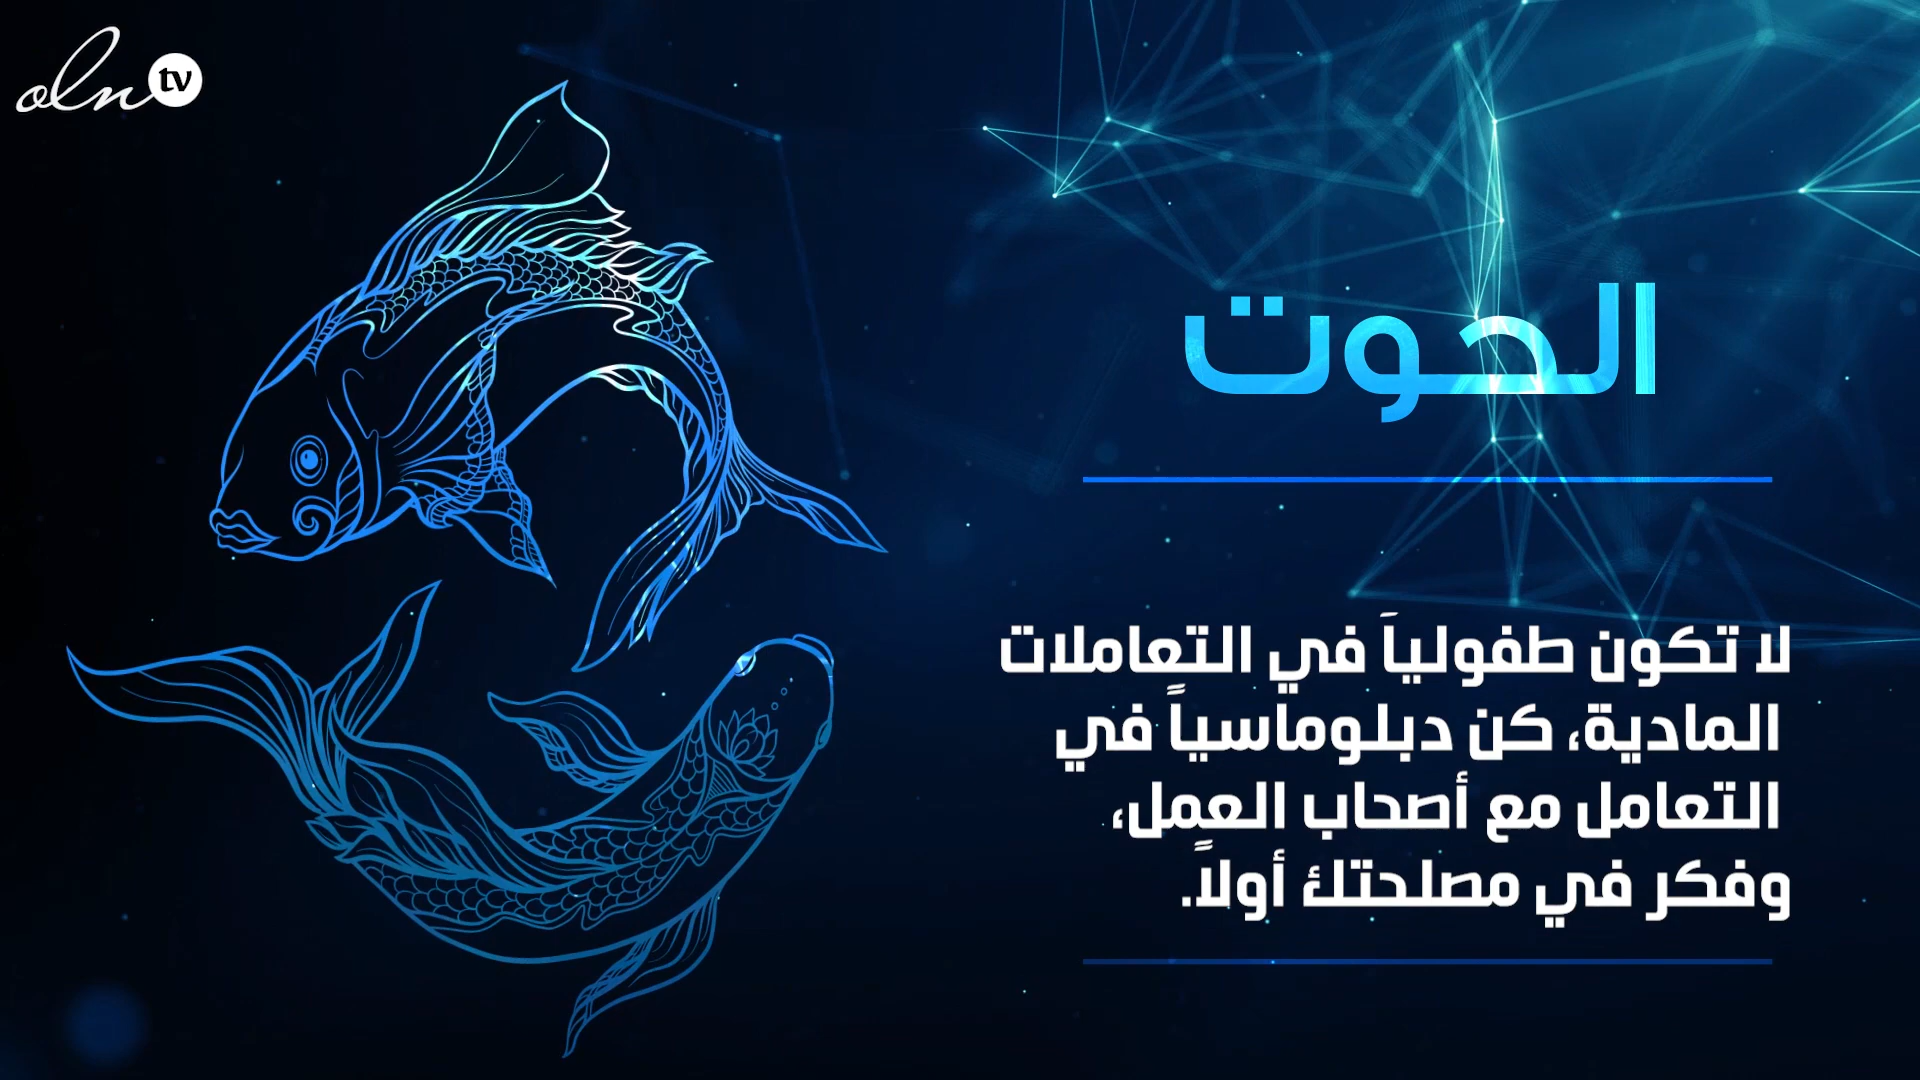 oln tv
الحوت
لا تكون طفولياَ في التعاملات
المادية، كن دبلوماسياً في
التعامل مع أصحاب العمل،
وفكر في مصلحتك أولاً.